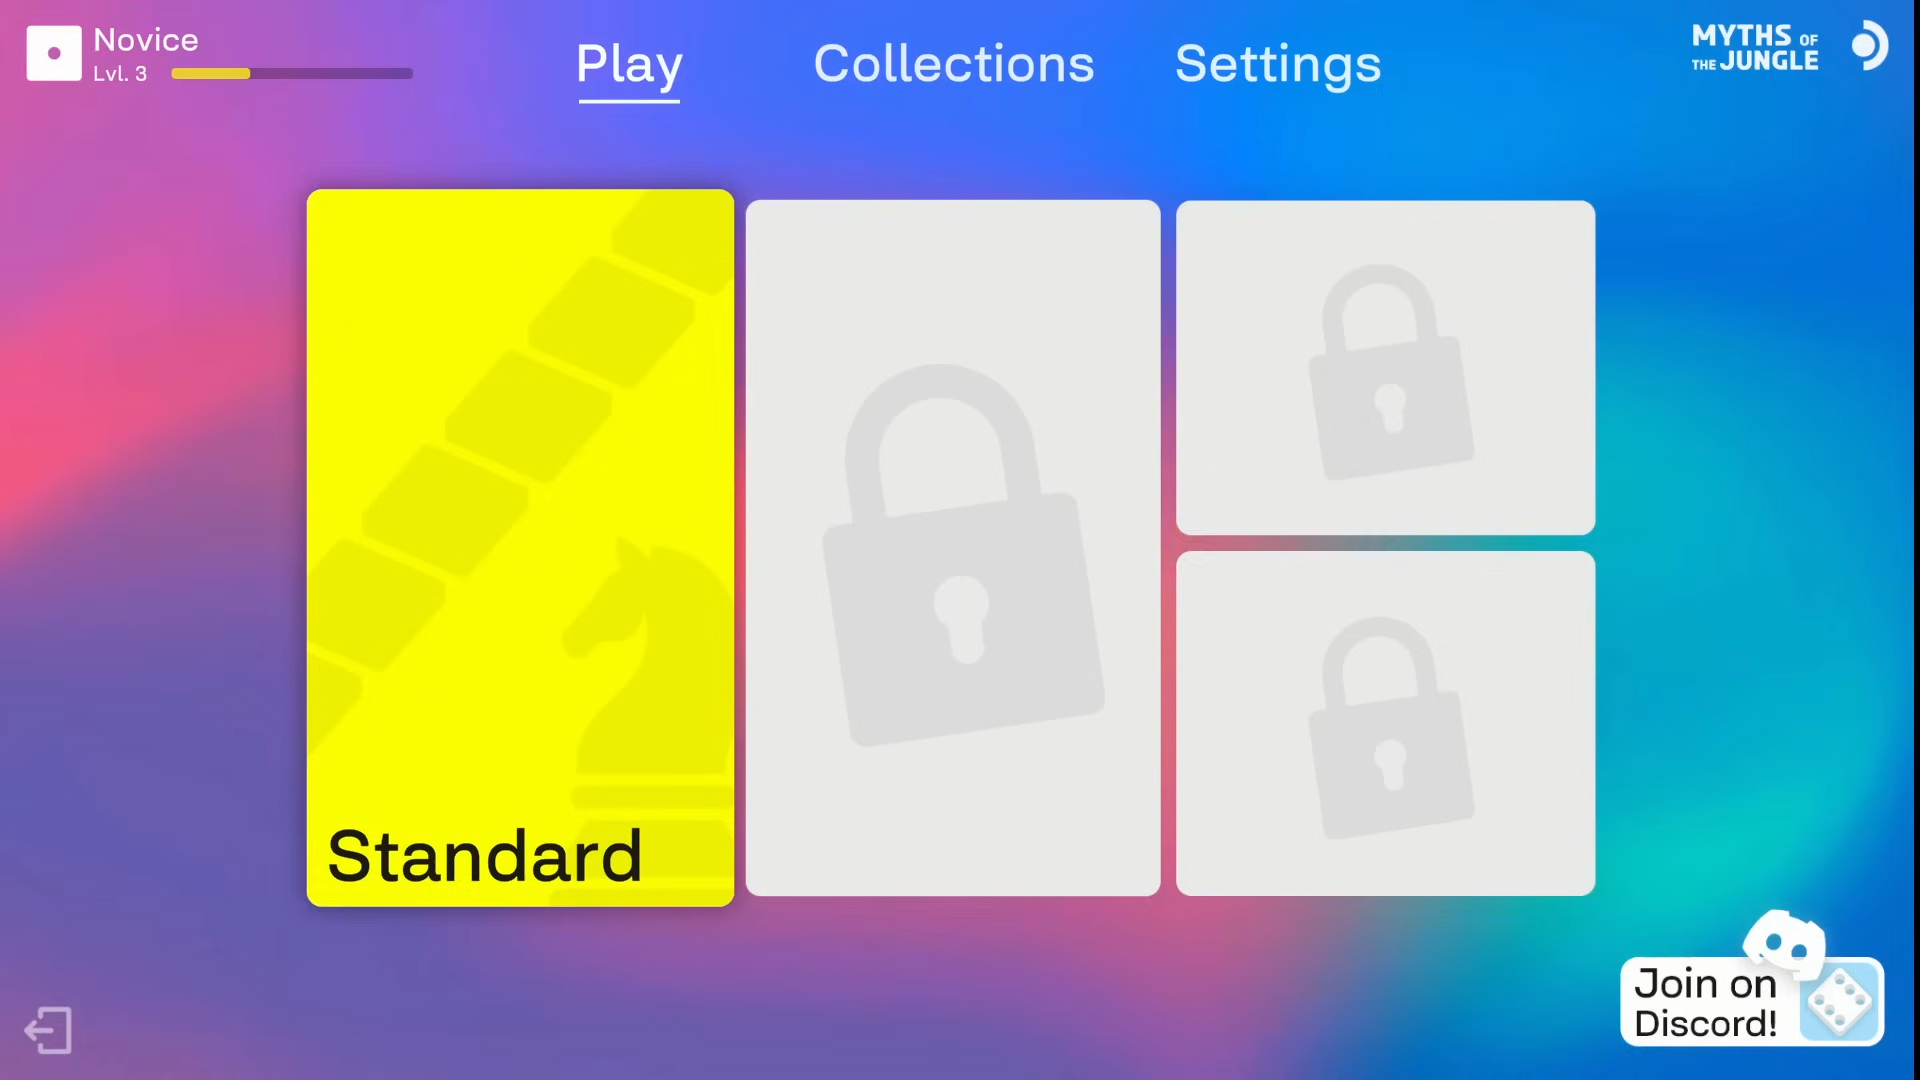 Novice
Lvl. 3
Play
Collections
Settings
MYTHS OF
THE JUNGLE
Standard
Join on
Discord!